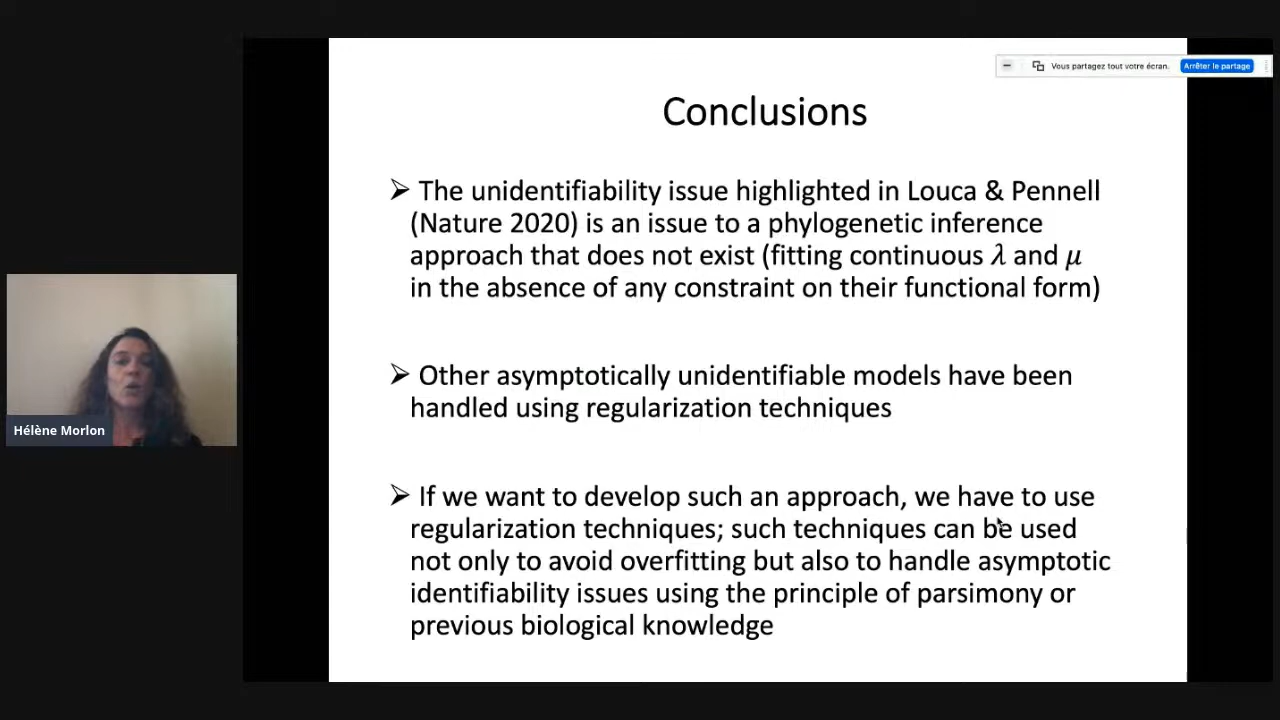 Vous partagez tout votre écran.
Arrêter le partage
Conclusions
➢ The unidentifiability issue highlighted in Louca & Pennell
(Nature 2020) is an issue to a phylogenetic inference
approach that does not exist (fitting continuous λ and μ
in the absence of any constraint on their functional form)
➢ Other asymptotically unidentifiable models have been
handled using regularization techniques
➢ If we want to develop such an approach, we have to use
regularization techniques; such techniques can be used
not only to avoid overfitting but also to handle asymptotic
identifiability issues using the principle of parsimony or
previous biological knowledge
Hélène Morlon